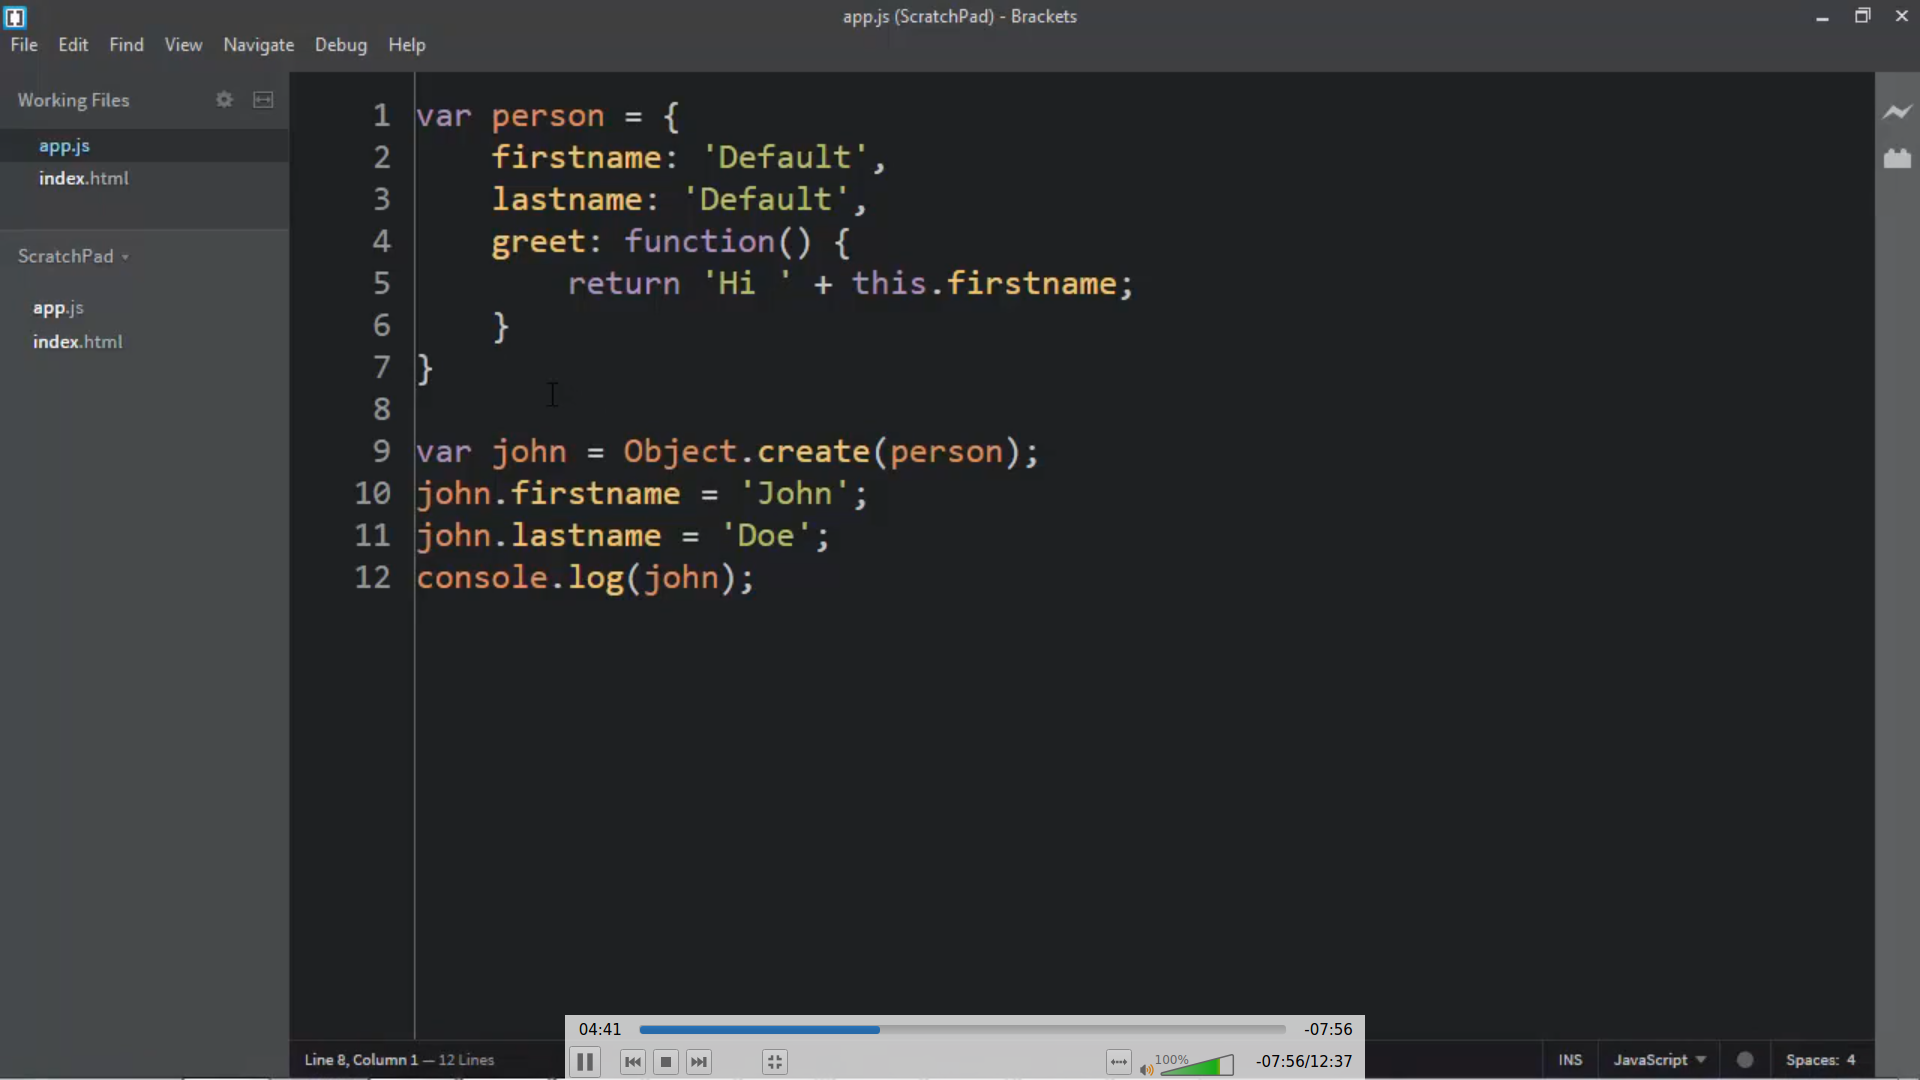 app.js (ScratchPad) - Brackets
File Edit Find View Navigate Debug Help
Working Files
app.js
index.html
ScratchPad
app.js
index.html
1 var person = {
2     firstname: 'Default',
3     lastname: 'Default',
4     greet: function() {
5         return 'Hi ' + this.firstname;
6     }
7 }
8
9 var john = Object.create(person);
10 john.firstname = 'John';
11 john.lastname = 'Doe';
12 console.log(john);
04:41 -07:56
100% -07:56/12:37
Line 8, Column 1 — 12 Lines INS JavaScript Spaces: 4